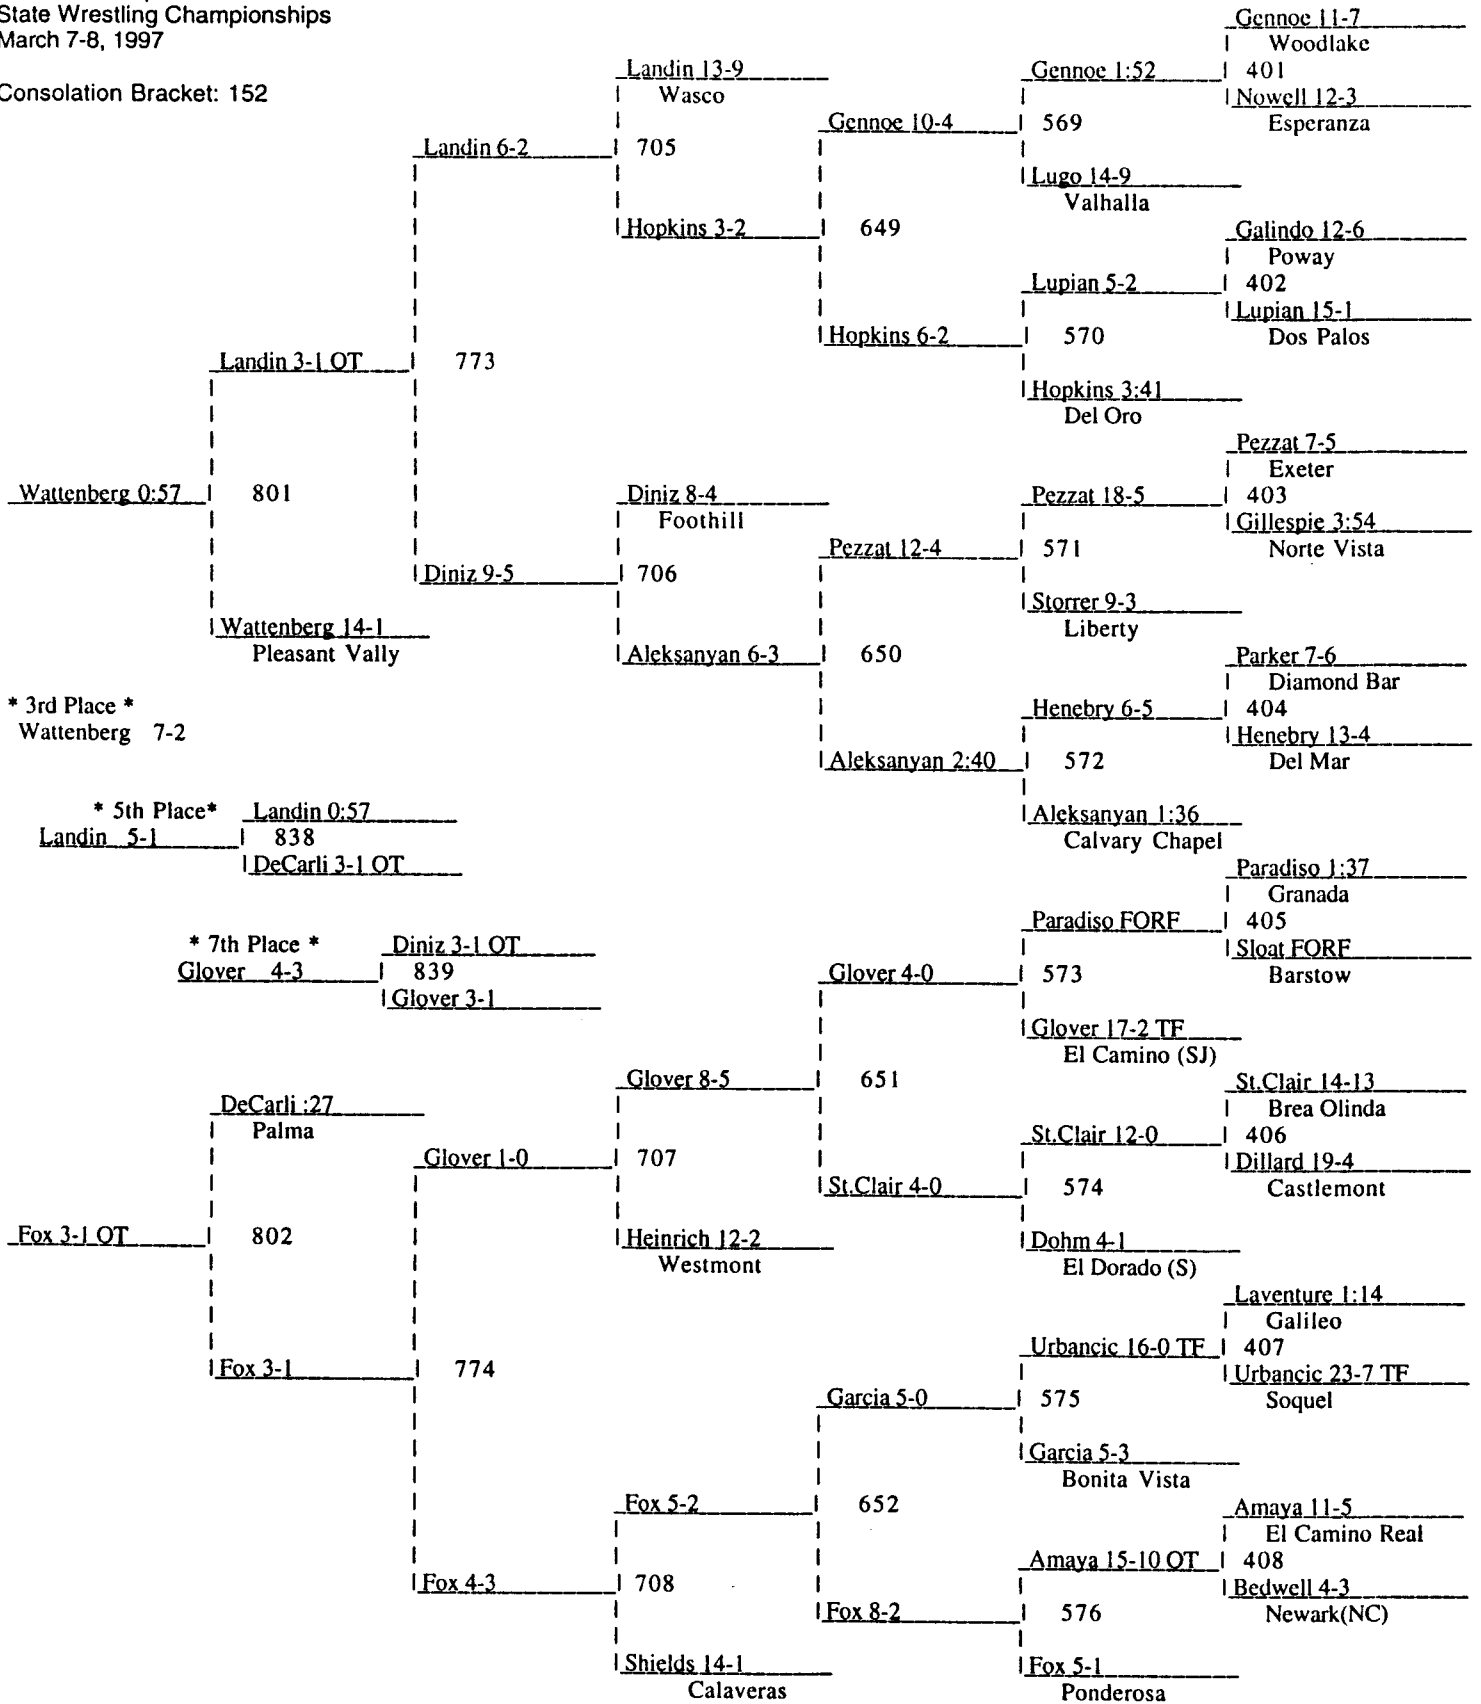 State Wrestling Championships
March 7-8, 1997
Consolation Bracket: 152
Gennoe 11-7
Woodlake
Gennoe 1:52
401
Nowell 12-3
Esperanza
Landin 13-9
Wasco
Gennoe 10-4
569
Landin 6-2
705
Lugo 14-9
Valhalla
Hopkins 3-2
649
Galindo 12-6
Poway
Lupian 5-2
402
Lupian 15-1
Dos Palos
Hopkins 6-2
570
Landin 3-1 OT
773
Hopkins 3:41
Del Oro
Pezzat 7-5
Exeter
Wattenberg 0:57
801
Diniz 8-4
Foothill
Pezzat 18-5
403
Gillespie 3:54
Norte Vista
Pezzat 12-4
571
Diniz 9-5
706
Storrer 9-3
Liberty
Wattenberg 14-1
Pleasant Vally
Aleksanyan 6-3
650
Parker 7-6
Diamond Bar
* 3rd Place *
Wattenberg 7-2
Henebry 6-5
404
Henebry 13-4
Del Mar
Aleksanyan 2:40
572
* 5th Place*
Landin 0:57
Landin 5-1
838
DeCarli 3-1 OT
Aleksanyan 1:36
Calvary Chapel
Paradiso 1:37
Granada
Paradiso FORF
405
Sloat FORF
Barstow
* 7th Place *
Diniz 3-1 OT
Glover 4-3
839
Glover 3-1
Glover 4-0
573
Glover 17-2 TF
El Camino (SJ)
Glover 8-5
651
St.Clair 14-13
Brea Olinda
DeCarli :27
Palma
St.Clair 12-0
406
Dillard 19-4
Castlemont
Glover 1-0
707
St.Clair 4-0
574
Fox 3-1 OT
802
Heinrich 12-2
Westmont
Dohm 4-1
El Dorado (S)
Laventure 1:14
Galileo
Urbancic 16-0 TF
407
Urbancic 23-7 TF
Soquel
Fox 3-1
774
Garcia 5-0
575
Garcia 5-3
Bonita Vista
Fox 5-2
652
Amaya 11-5
El Camino Real
Amaya 15-10 OT
408
Bedwell 4-3
Newark(NC)
Fox 4-3
708
Fox 8-2
576
Shields 14-1
Calaveras
Fox 5-1
Ponderosa